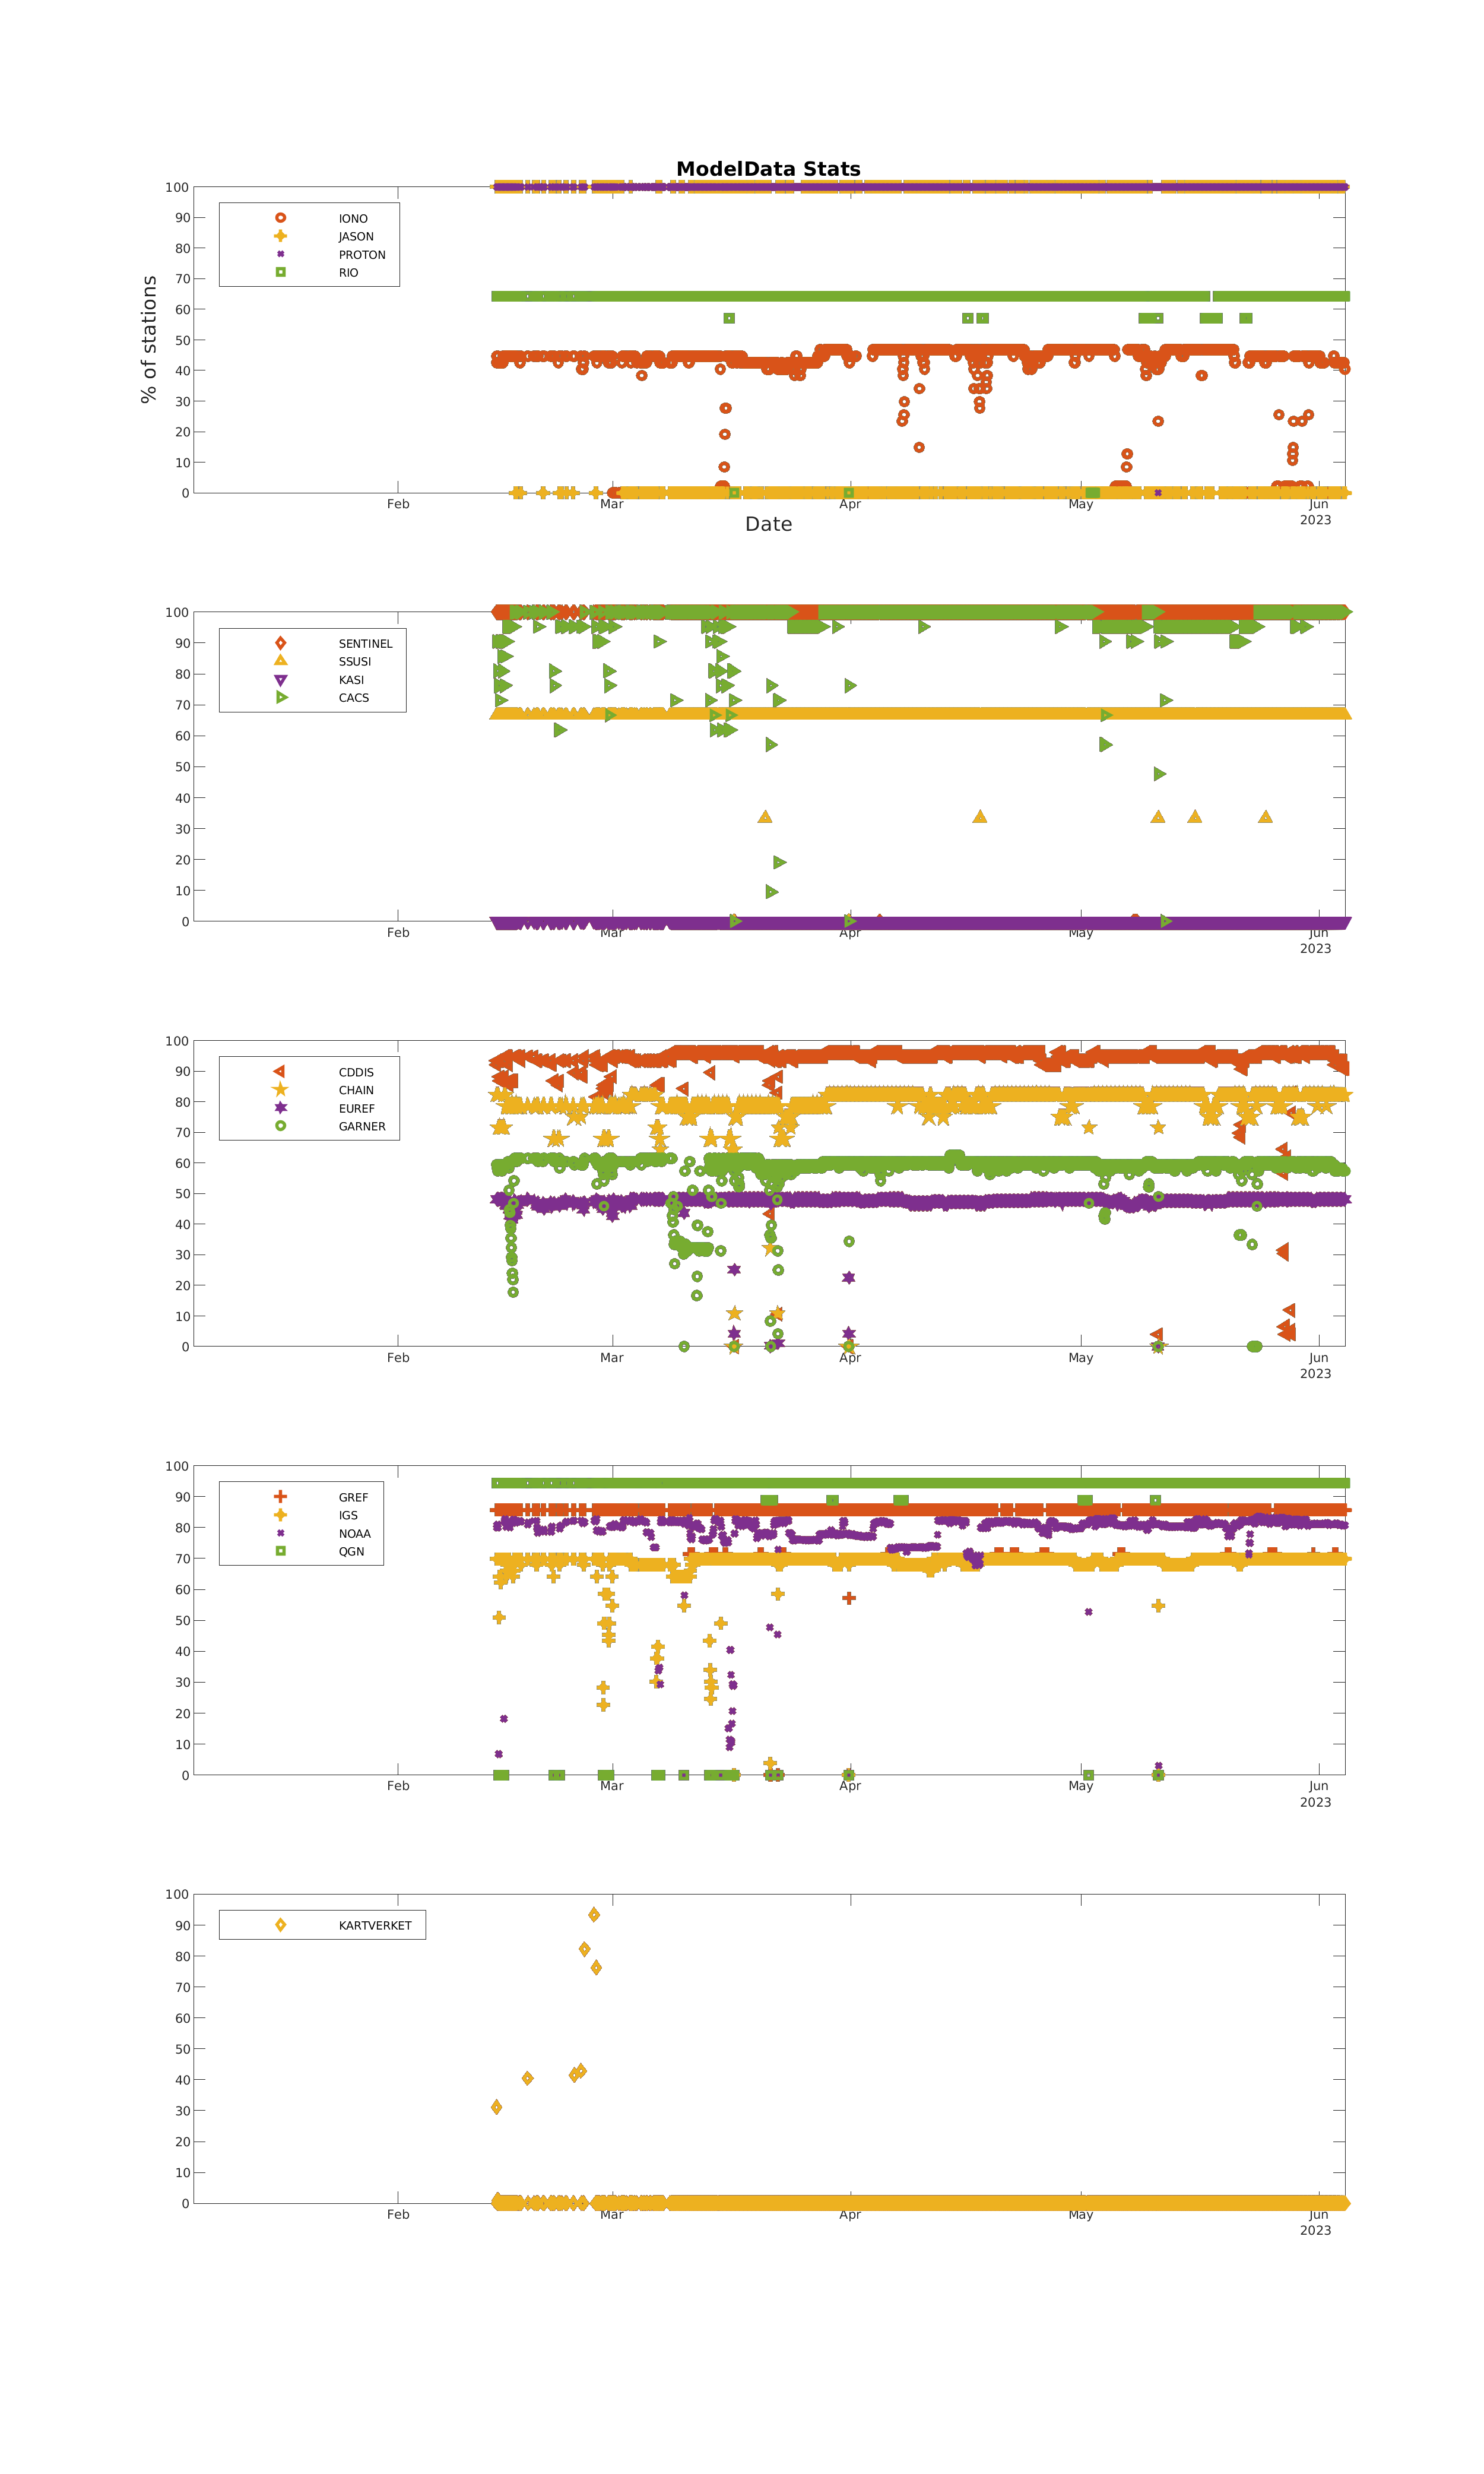 ModelData Stats
100
90
80
70
60
50
40
30
20
10
0
% of stations
IONO
JASON
PROTON
RIO
Feb Mar Apr May Jun
2023
Date
100
90
80
70
60
50
40
30
20
10
0
SENTINEL
SSUSI
KASI
CACS
Feb Mar Apr May Jun
2023
100
90
80
70
60
50
40
30
20
10
0
CDDIS
CHAIN
EUREF
GARNER
Feb Mar Apr May Jun
2023
100
90
80
70
60
50
40
30
20
10
0
GREF
IGS
NOAA
QGN
Feb Mar Apr May Jun
2023
100
90
80
70
60
50
40
30
20
10
0
KARTVERKET
Feb Mar Apr May Jun
2023